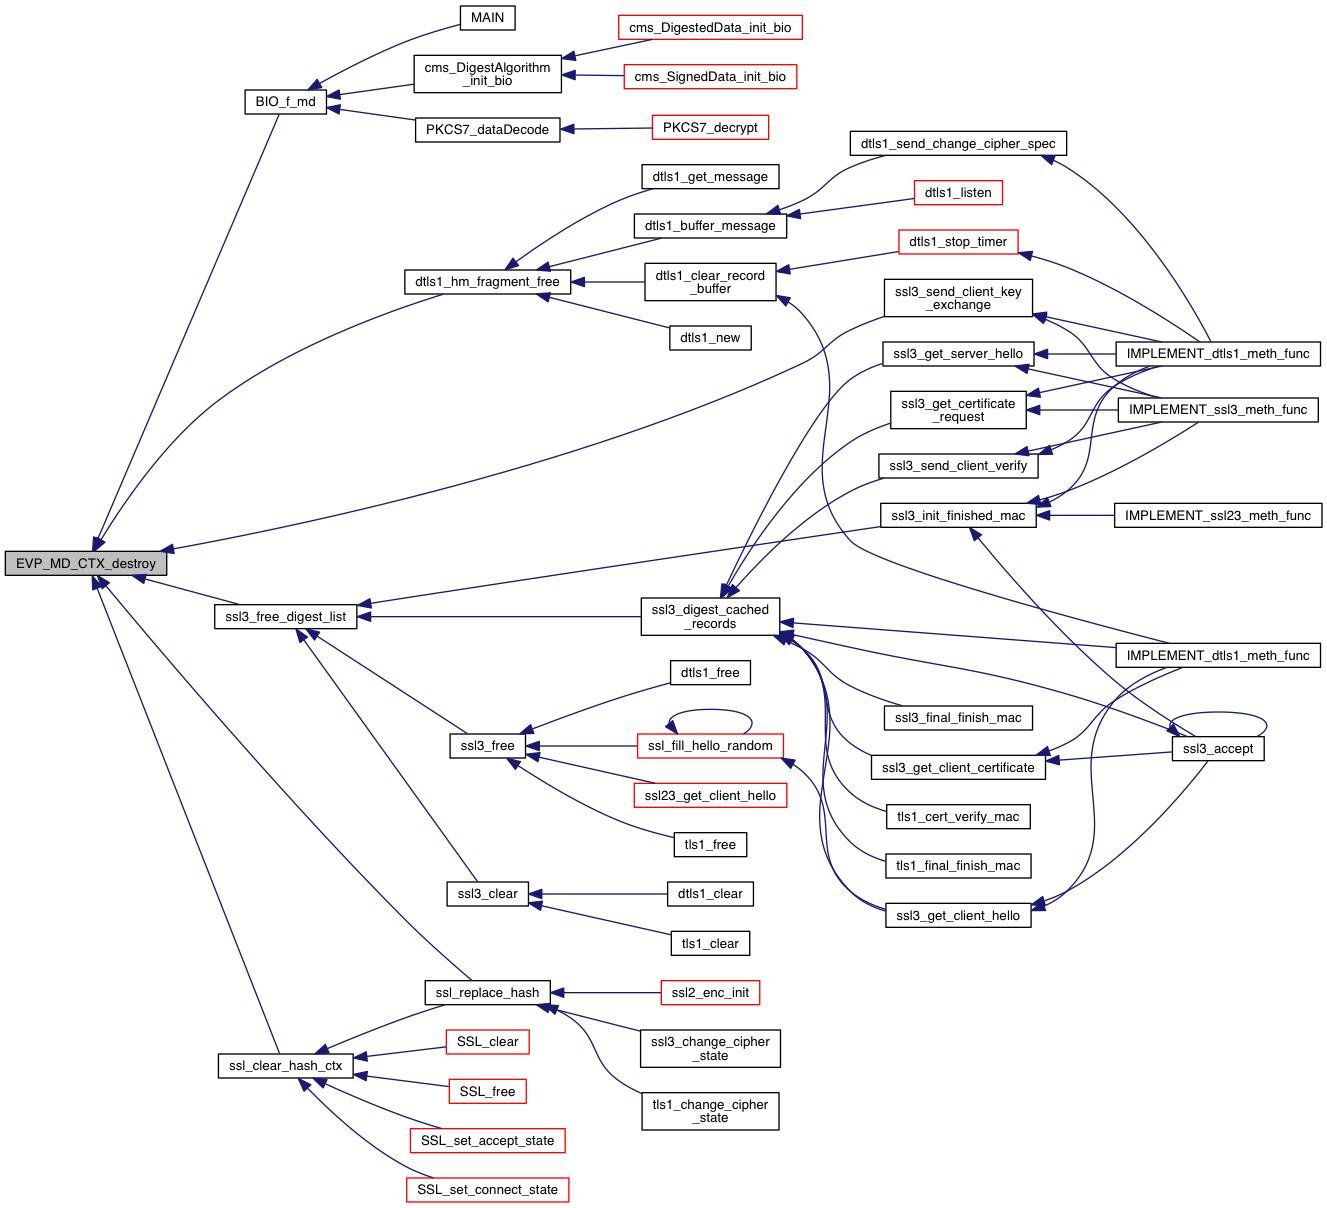 MAIN
cms_DigestedData_init_bio
cms_DigestAlgorithm
_init_bio
cms_SignedData_init_bio
BIO_f_md
PKCS7_dataDecode
PKCS7_decrypt
dtls1_send_change_cipher_spec
dtls1_get_message
dtls1_listen
dtls1_buffer_message
dtls1_stop_timer
dtls1_hm_fragment_free
dtls1_clear_record
_buffer
ssl3_send_client_key
_exchange
dtls1_new
ssl3_get_server_hello
IMPLEMENT_dtls1_meth_func
ssl3_get_certificate
_request
IMPLEMENT_ssl3_meth_func
ssl3_send_client_verify
ssl3_init_finished_mac
IMPLEMENT_ssl23_meth_func
EVP_MD_CTX_destroy
ssl3_free_digest_list
ssl3_digest_cached
_records
IMPLEMENT_dtls1_meth_func
dtls1_free
ssl3_final_finish_mac
ssl3_free
ssl_fill_hello_random
ssl3_accept
ssl3_get_client_certificate
ssl23_get_client_hello
tls1_cert_verify_mac
tls1_free
tls1_final_finish_mac
ssl3_clear
dtls1_clear
ssl3_get_client_hello
tls1_clear
ssl_replace_hash
ssl2_enc_init
ssl3_change_cipher
_state
SSL_clear
ssl_clear_hash_ctx
SSL_free
tls1_change_cipher
_state
SSL_set_accept_state
SSL_set_connect_state